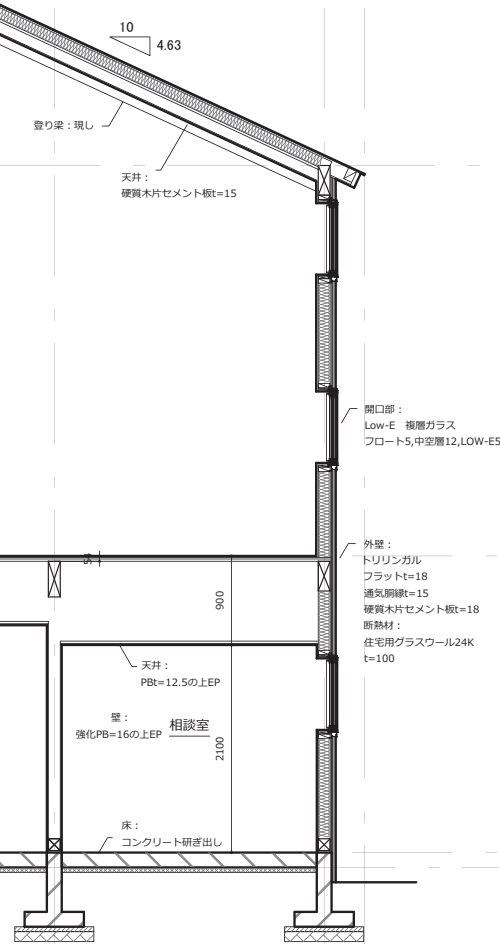 10
4.63
登り梁：現し
天井：
硬質木片セメント板t=15
開口部：
Low-E　複層ガラス
フロート5,中空層12,LOW-E5
外壁：
トリリンガル
フラットt=18
通気胴縁t=15
硬質木片セメント板t=18
断熱材：
住宅用グラスウール24K
t=100
50
900
天井：
PBt=12.5の上EP
壁：
強化PB=16の上EP
相談室
2100
床：
コンクリート研ぎ出し